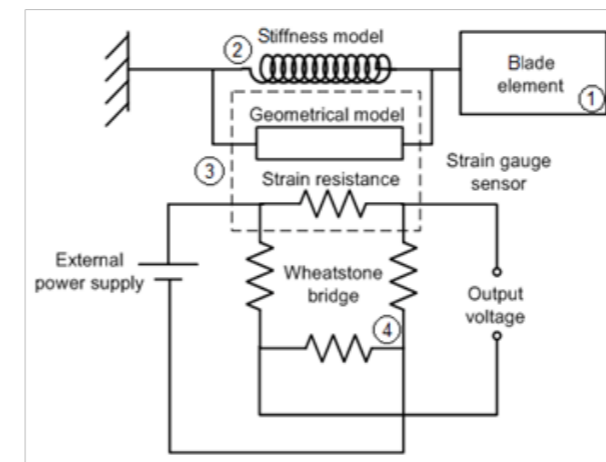 Stiffness model
2
Blade
element
1
Geometrical model
3
Strain resistance
Strain gauge
sensor
External
power supply
Wheatstone
bridge
4
Output
voltage